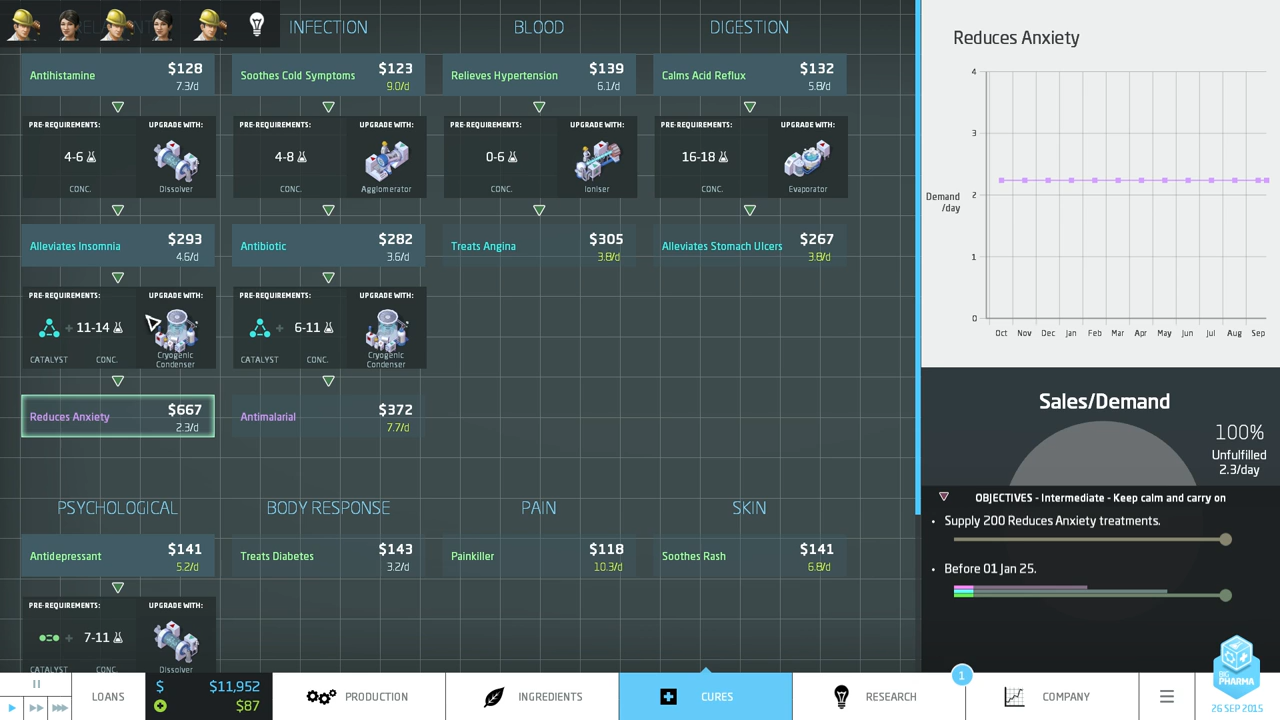 INFECTION
BLOOD
DIGESTION
Antihistamine $128
7.3/d
Soothes Cold Symptoms $123
9.0/d
Relieves Hypertension $139
6.1/d
Calms Acid Reflux $132
5.8/d
PRE-REQUIREMENTS: UPGRADE WITH:
4-6
CONC. Dissolver
PRE-REQUIREMENTS: UPGRADE WITH:
4-8
CONC. Agglomerator
PRE-REQUIREMENTS: UPGRADE WITH:
0-6
CONC. Ioniser
PRE-REQUIREMENTS: UPGRADE WITH:
16-18
CONC. Evaporator
Alleviates Insomnia $293
4.6/d
Antibiotic $282
3.6/d
Treats Angina $305
3.8/d
Alleviates Stomach Ulcers $267
3.8/d
PRE-REQUIREMENTS: UPGRADE WITH:
+ 11-14
CATALYST CONC. Cryogenic
Condenser
PRE-REQUIREMENTS: UPGRADE WITH:
+ 6-11
CATALYST CONC. Cryogenic
Condenser
Reduces Anxiety $667
2.3/d
Antimalarial $372
7.7/d
PSYCHOLOGICAL
BODY RESPONSE
PAIN
SKIN
Antidepressant $141
5.2/d
Treats Diabetes $143
3.2/d
Painkiller $118
10.3/d
Soothes Rash $141
6.8/d
PRE-REQUIREMENTS: UPGRADE WITH:
+ 7-11
CATALYST CONC. Dissolver
Reduces Anxiety
4
3
2
1
0
Demand
/day
Oct Nov Dec Jan Feb Mar Apr May Jun Jul Aug Sep
Sales/Demand
100%
Unfulfilled
2.3/day
OBJECTIVES - Intermediate - Keep calm and carry on
• Supply 200 Reduces Anxiety treatments.
• Before 01 Jan 25.
LOANS
$ $11,952
$87
PRODUCTION
INGREDIENTS
CURES
RESEARCH
1
COMPANY
BIG
PHARMA
26 SEP 2015